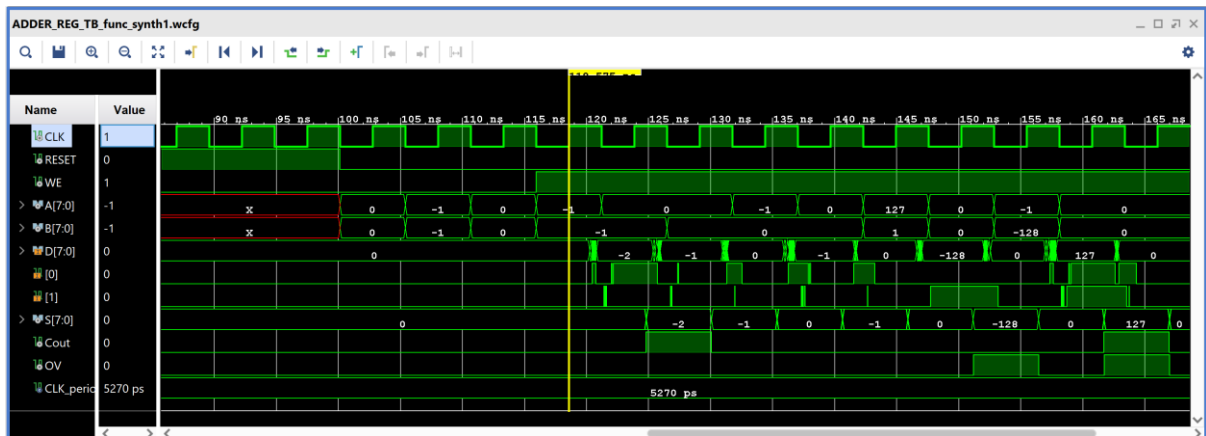 ADDER_REG_TB_func_synth1.wcfg
Name Value
90 ns 95 ns 100 ns 105 ns 110 ns 115 ns 120 ns 125 ns 130 ns 135 ns 140 ns 145 ns 150 ns 155 ns 160 ns 165 ns
CLK 1
RESET 0
WE 1
A[7:0] -1 X 0 -1 0 -1 0 -1 0 127 0 -1 0
B[7:0] -1 X 0 -1 0 -1 0 1 0 -128 0
D[7:0] 0 0 -2 -1 0 -1 0 -128 0 127 0
[0] 0
[1] 0
S[7:0] 0 0 -2 -1 0 -1 0 -128 0 127 0
Cout 0
OV 0
CLK_peric 5270 ps 5270 ps